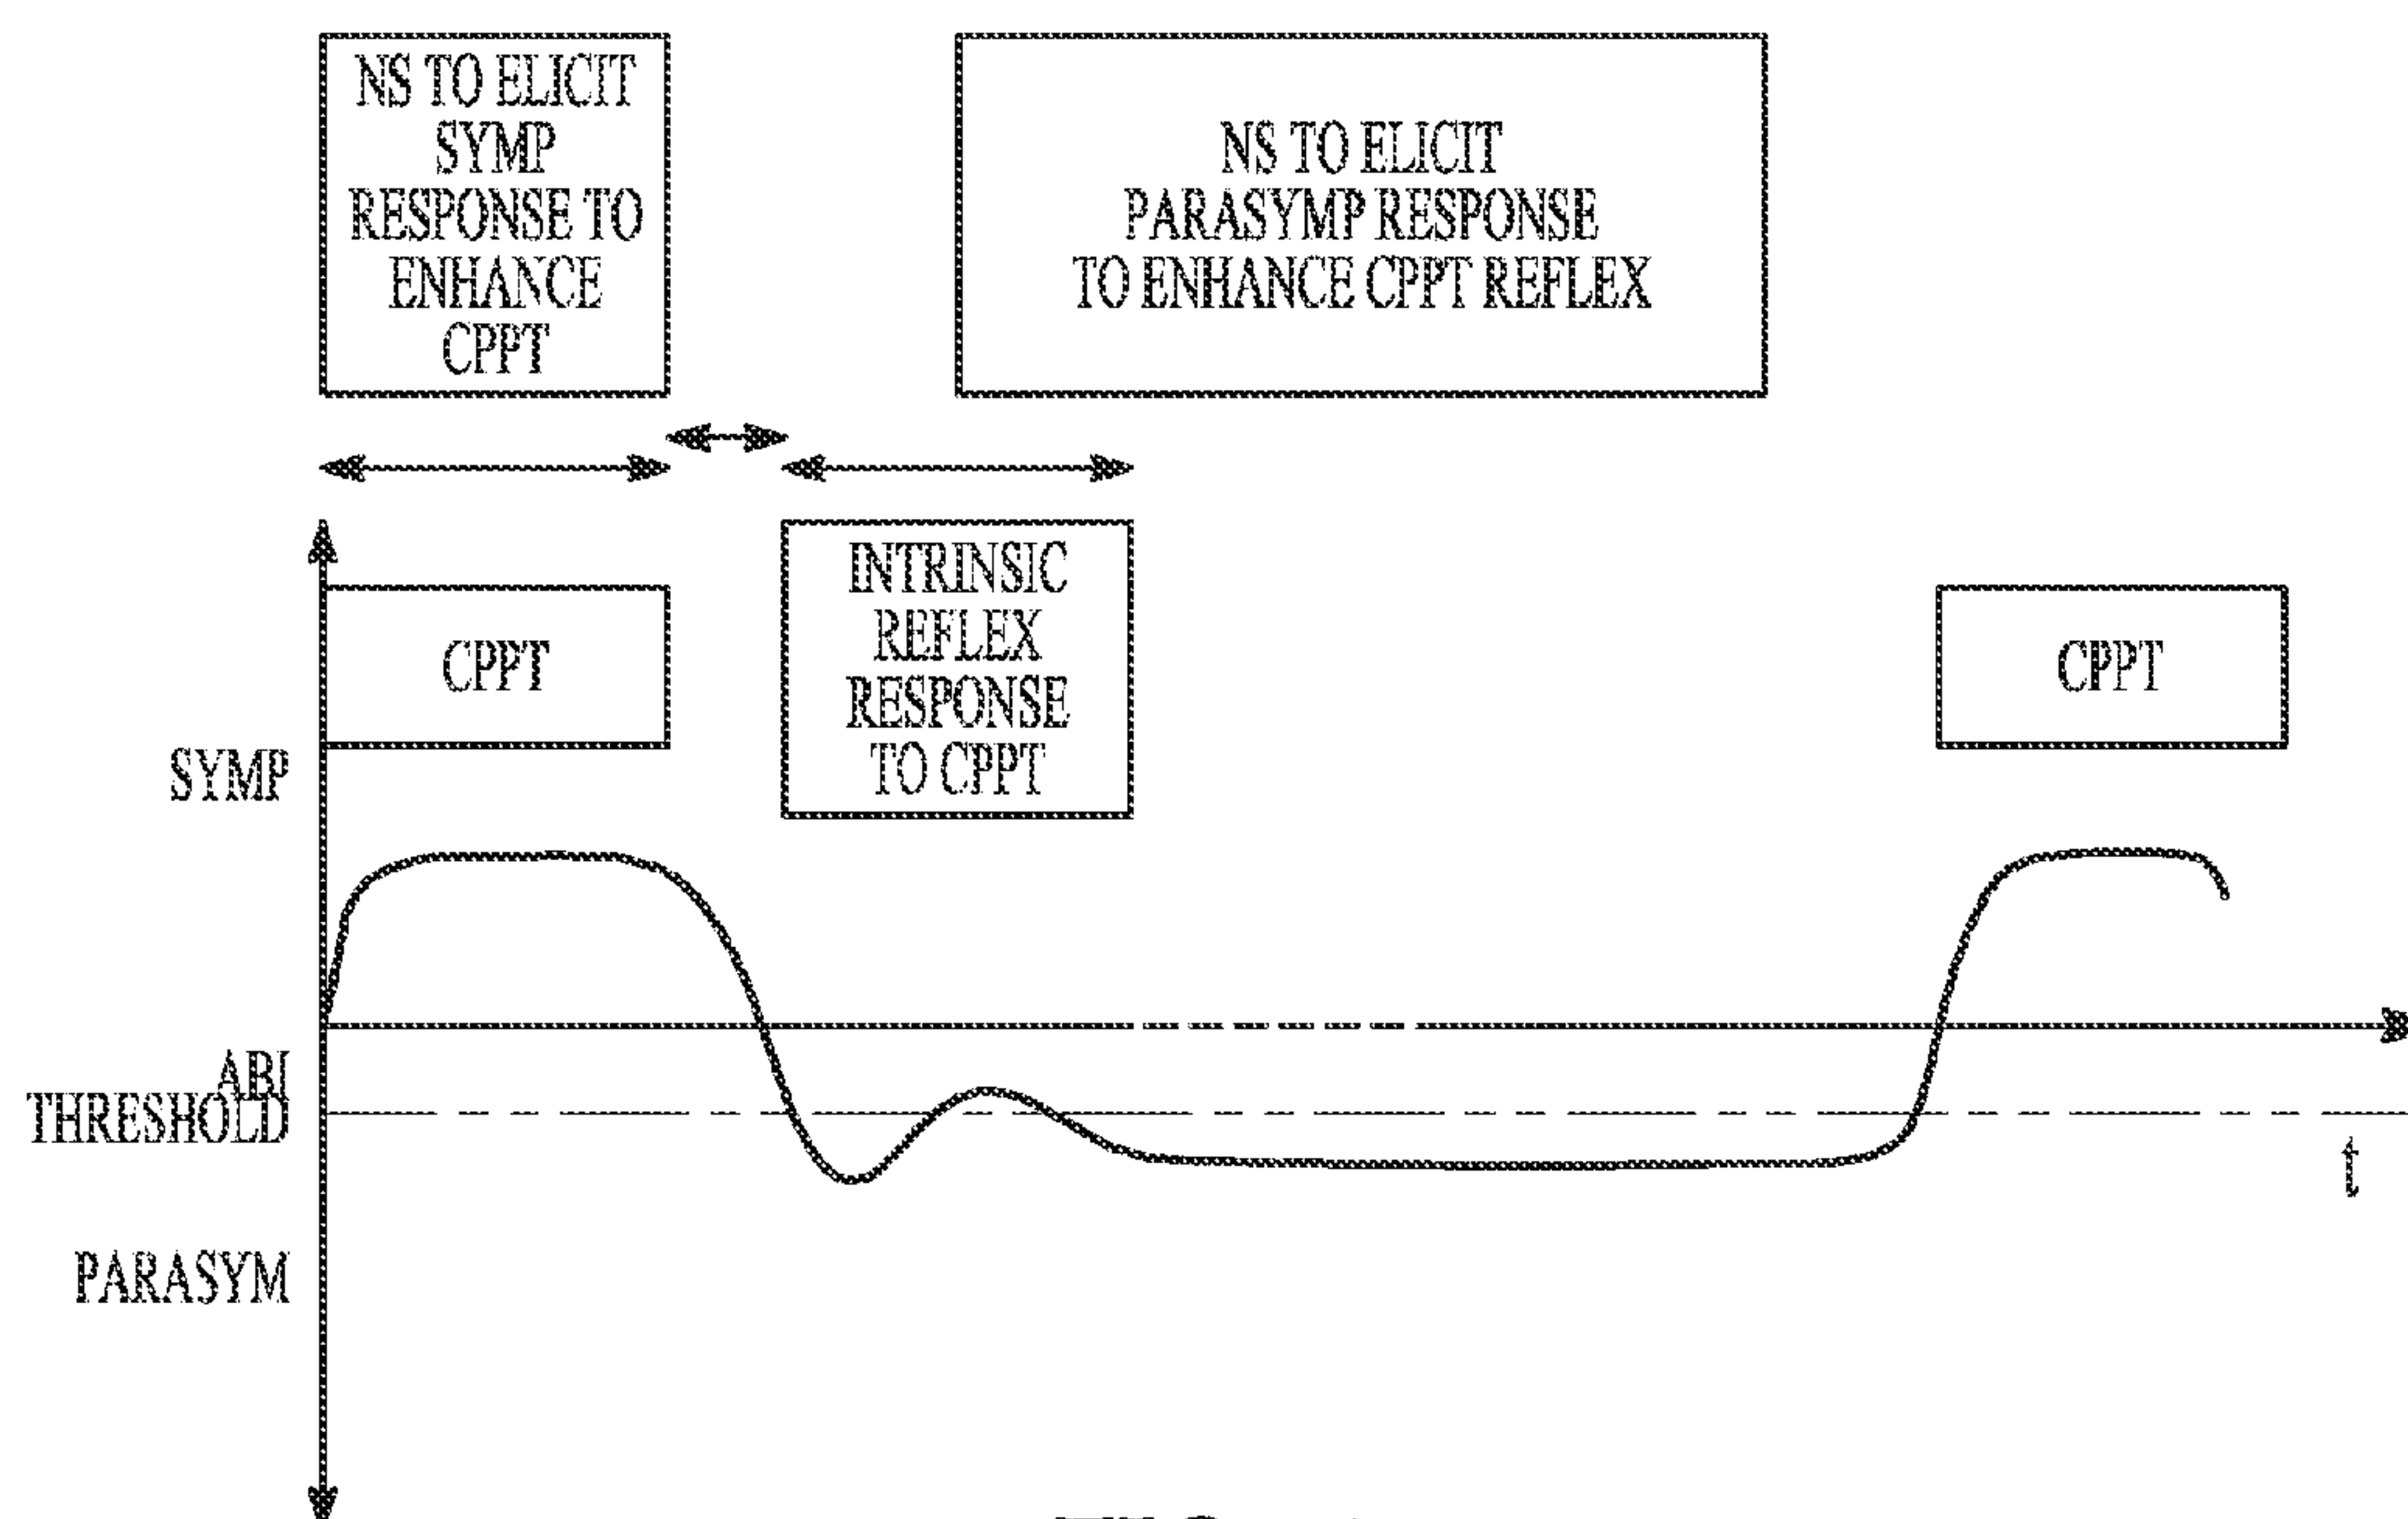 NS TO ELICIT
SYMP
RESPONSE TO
ENHANCE
CPPT
NS TO ELICIT
PARASYMP RESPONSE
TO ENHANCE CPPT REFLEX
CPPT
INTRINSIC
REFLEX
RESPONSE
TO CPPT
CPPT
SYMP
ABI
THRESHOLD
t
PARASYM